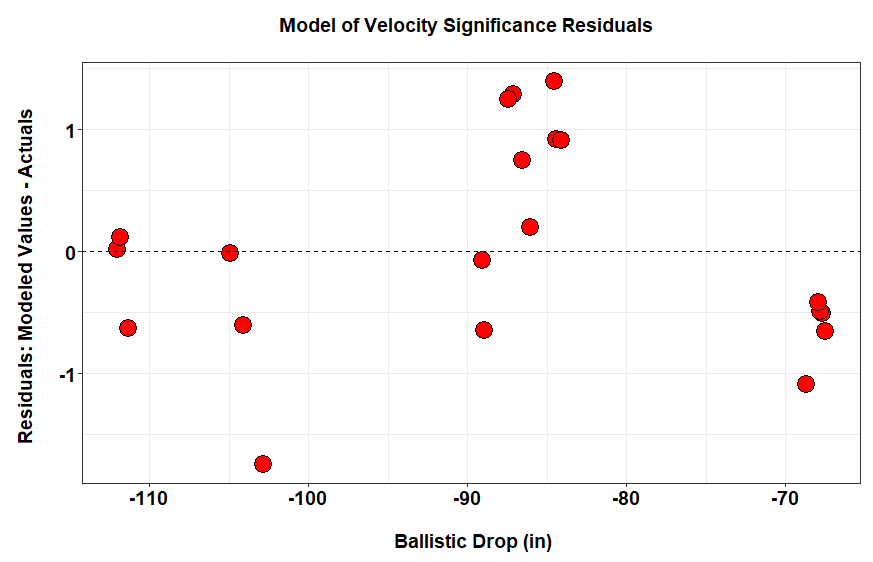 Model of Velocity Significance Residuals
Residuals: Modeled Values - Actuals
1
0
-1
-110 -100 -90 -80 -70
Ballistic Drop (in)